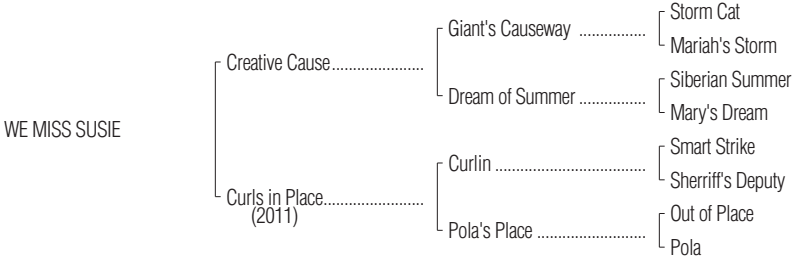 Storm Cat
Giant's Causeway ................
Mariah's Storm
Creative Cause......................
Siberian Summer
Dream of Summer ................
Mary's Dream
WE MISS SUSIE
Smart Strike
Curlin ....................................
Sherriff's Deputy
Curls in Place........................
(2011)
Out of Place
Pola's Place ..........................
Pola